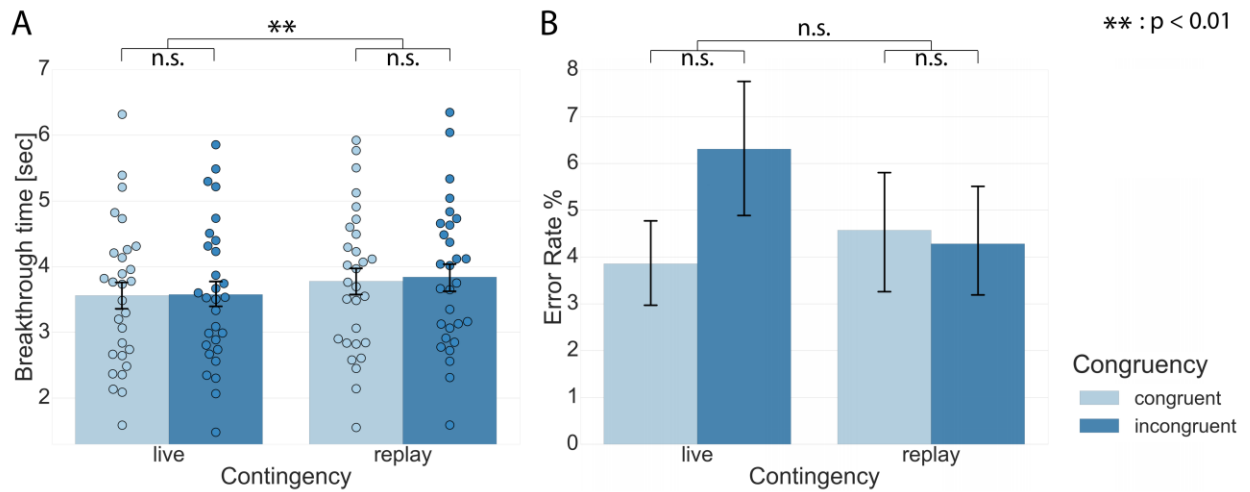 A
**
n.s.
n.s.
Breakthrough time [sec]
7
6
5
4
3
2
live
replay
Contingency
B
n.s.
n.s.
n.s.
Error Rate %
8
7
6
5
4
3
2
1
0
live
replay
Contingency
** : p < 0.01
Congruency
congruent
incongruent